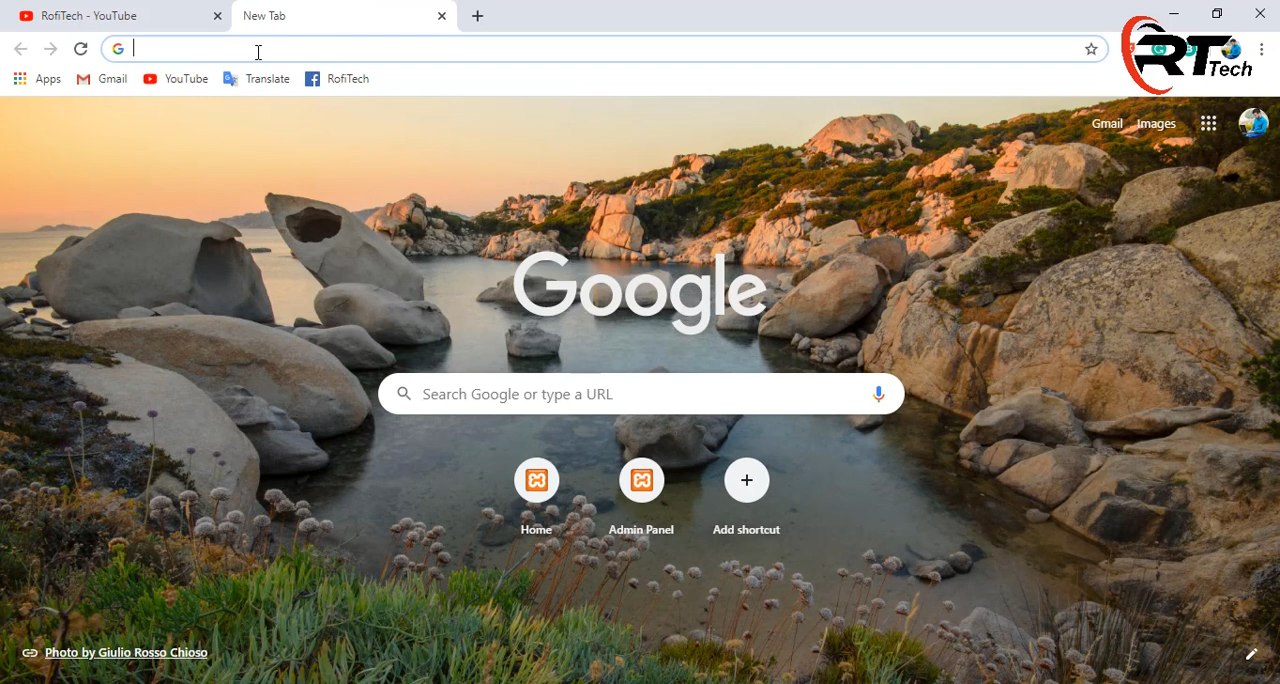 RofiTech - YouTube
New Tab
RT Tech
Apps
Gmail
YouTube
Translate
RofiTech
Gmail
Images
Google
Search Google or type a URL
Home
Admin Panel
Add shortcut
Photo by Giulio Rosso Chioso